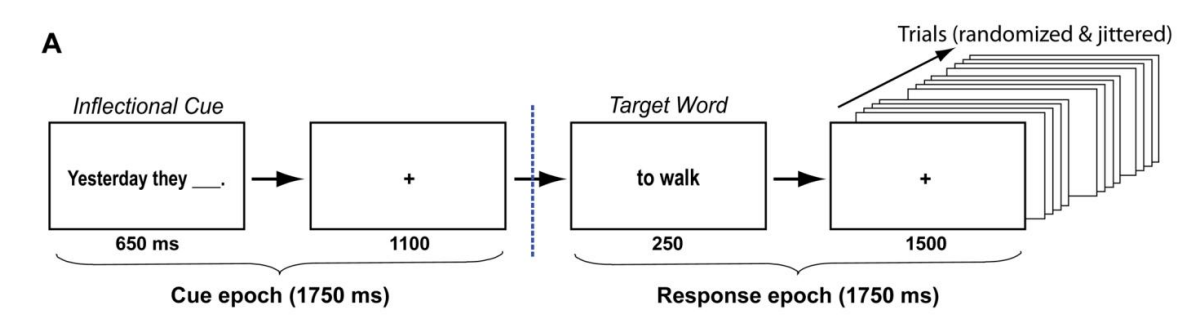 A
Trials (randomized & jittered)
Inflectional Cue
Target Word
Yesterday they ___.
+
to walk
+
650 ms
1100
250
1500
Cue epoch (1750 ms)
Response epoch (1750 ms)